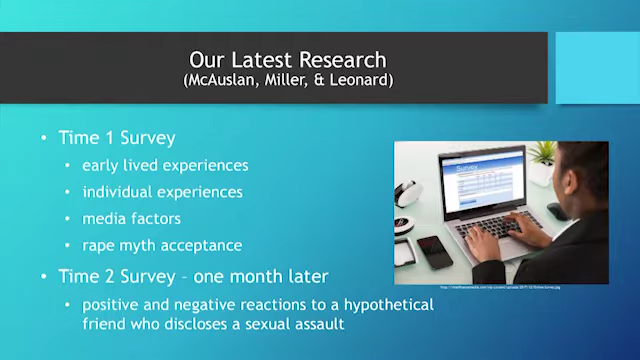 Our Latest Research
(McAuslan, Miller, & Leonard)
• Time 1 Survey
• early lived experiences
• individual experiences
• media factors
• rape myth acceptance
• Time 2 Survey – one month later
• positive and negative reactions to a hypothetical
friend who discloses a sexual assault
Survey